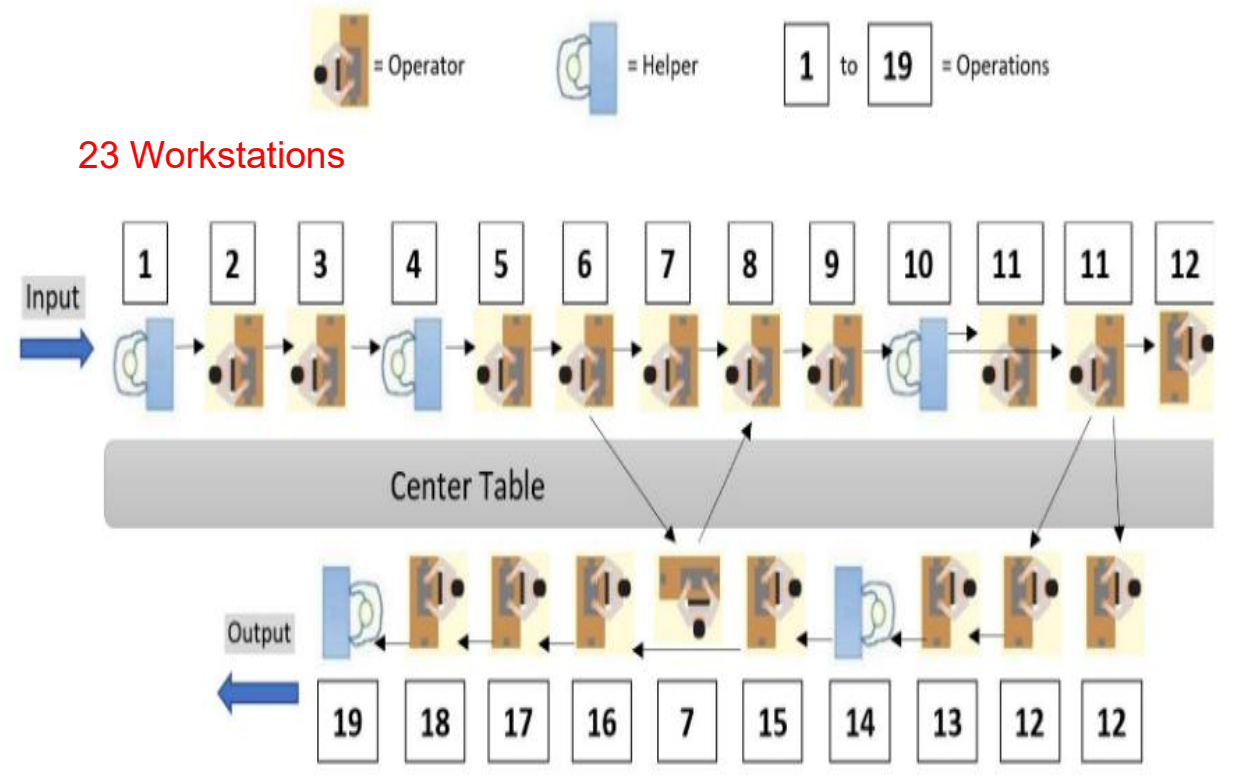 = Operator = Helper 1 to 19 = Operations
23 Workstations
1 2 3 4 5 6 7 8 9 10 11 11 12
Input
Center Table
Output
19 18 17 16 7 15 14 13 12 12